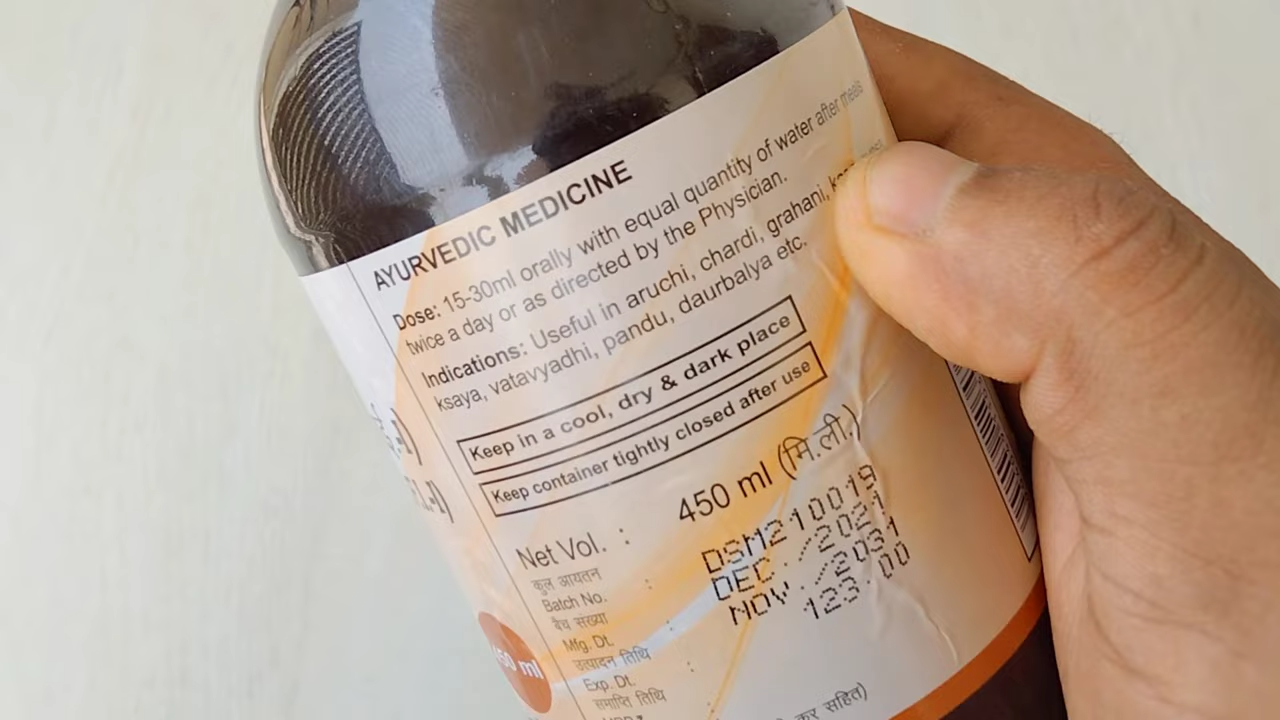 AYURVEDIC MEDICINE
Dose: 15-30ml orally with equal quantity of water after meals
twice a day or as directed by the Physician.
Indications: Useful in aruchi, chardi, grahani,
ksaya, vatavyadhi, pandu, daurbalya etc.
Keep in a cool, dry & dark place
Keep container tightly closed after use
Net Vol. : 450 ml (मि.ली.)
कुल आयतन
Batch No. : DSM210019
बैच संख्या
Mfg. Dt. : DEC./2021
उत्पादन तिथि
Exp. Dt. : NOV./2031
समाप्ति तिथि
123.00
कर सहित)
450 ml